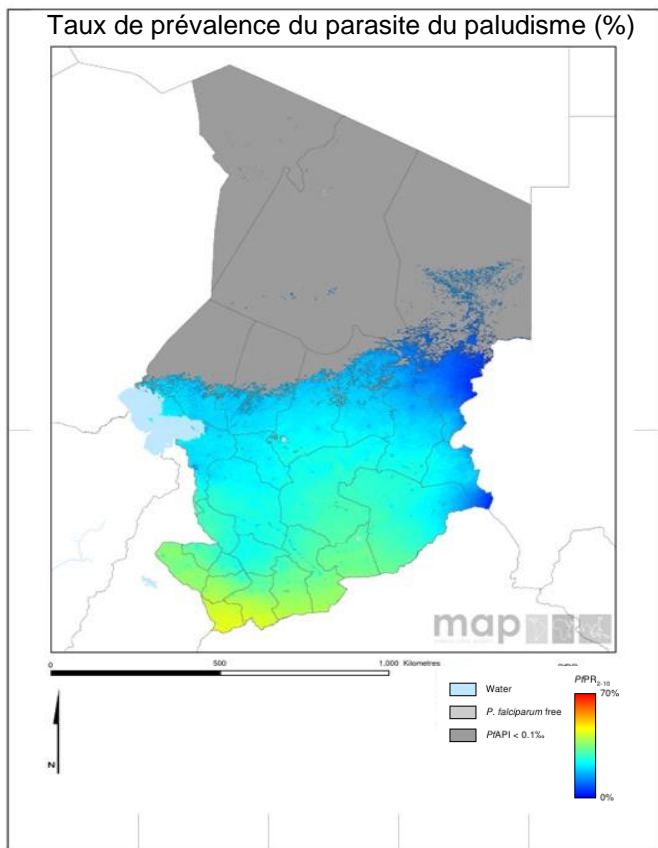 Taux de prévalence du parasite du paludisme (%)
map
0 500 1,000 Kilometres
Water
P. falciparum free
PfAPI < 0.1‰
PfPR2-10
70%
0%
N